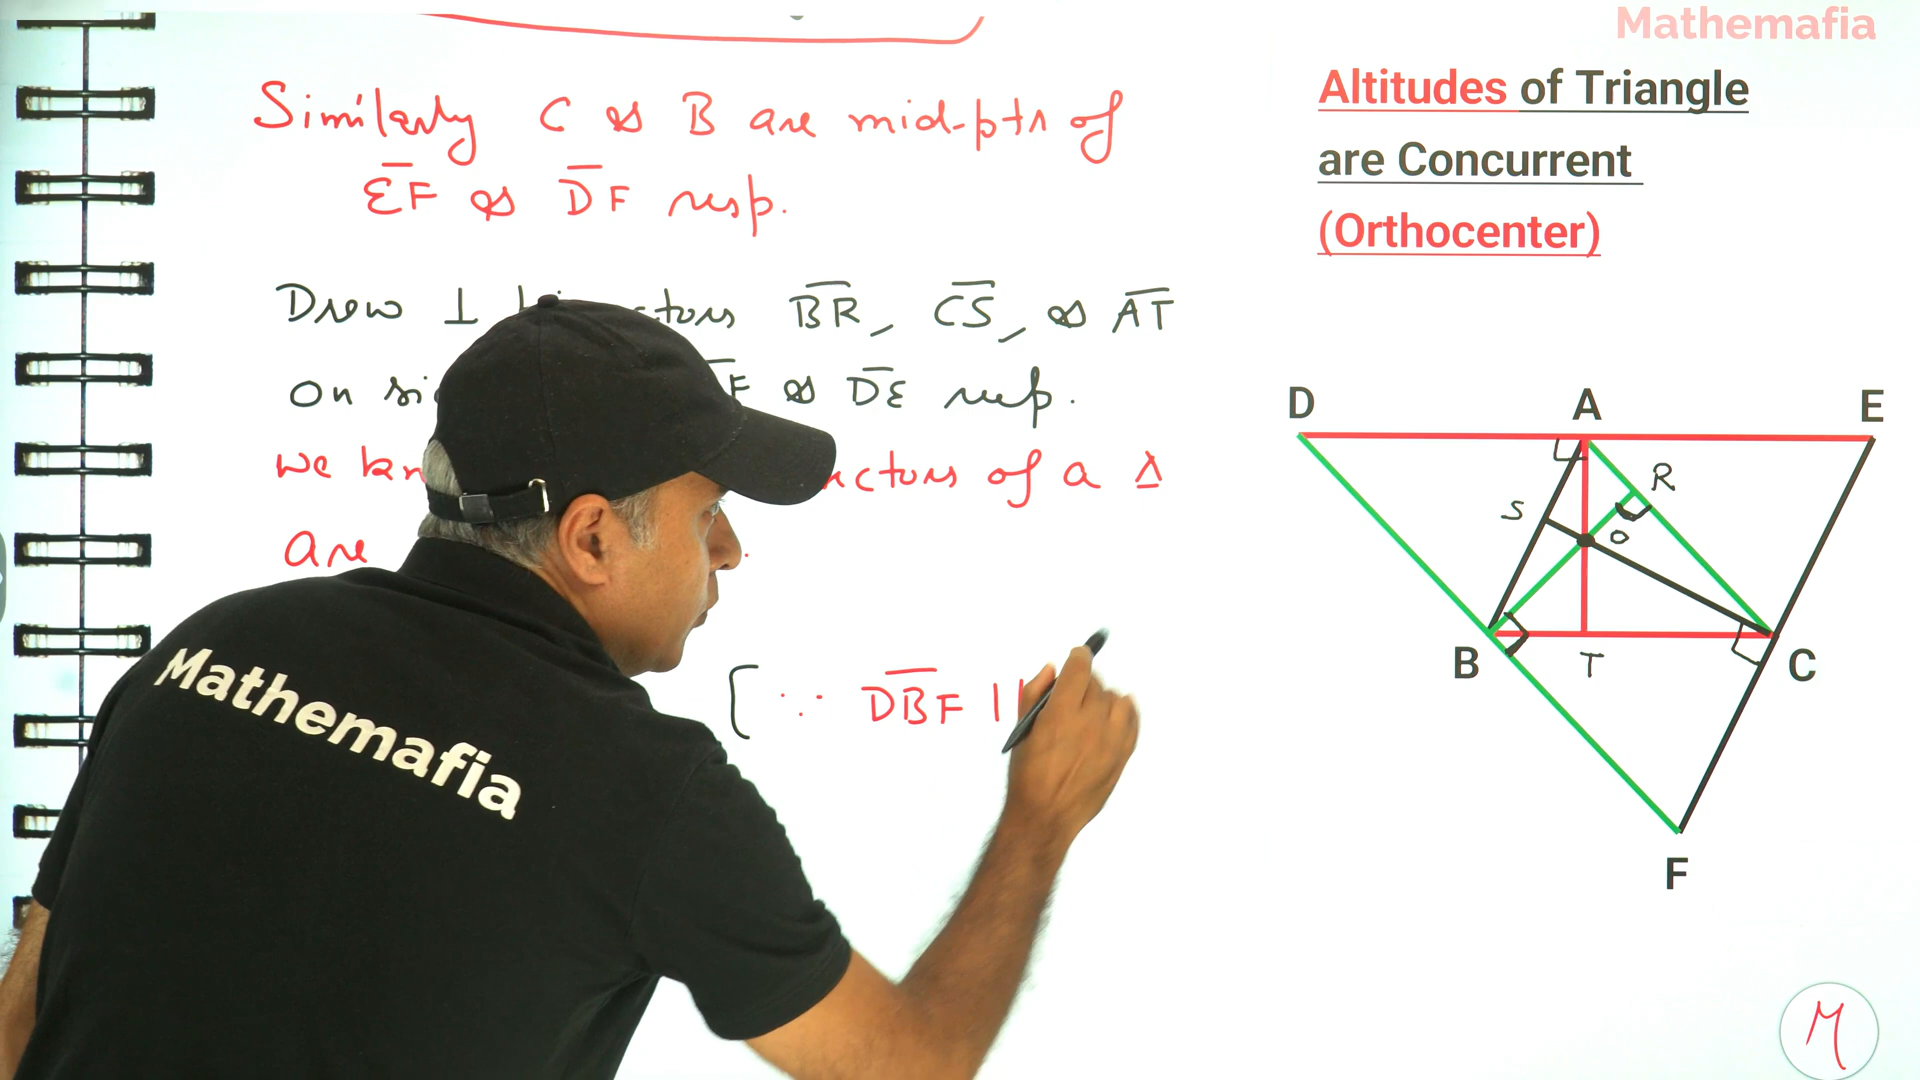 Mathemafia
Altitudes of Triangle
are Concurrent
(Orthocenter)
Similarly C & B are mid-pts of
EF & DF resp.
Draw ⊥ BR, CS, & AT
On & DE resp.
We of a Δ
Are
[ ∵ DBF ||
Mathemafia
D A E
R
S
O
B T C
F
M